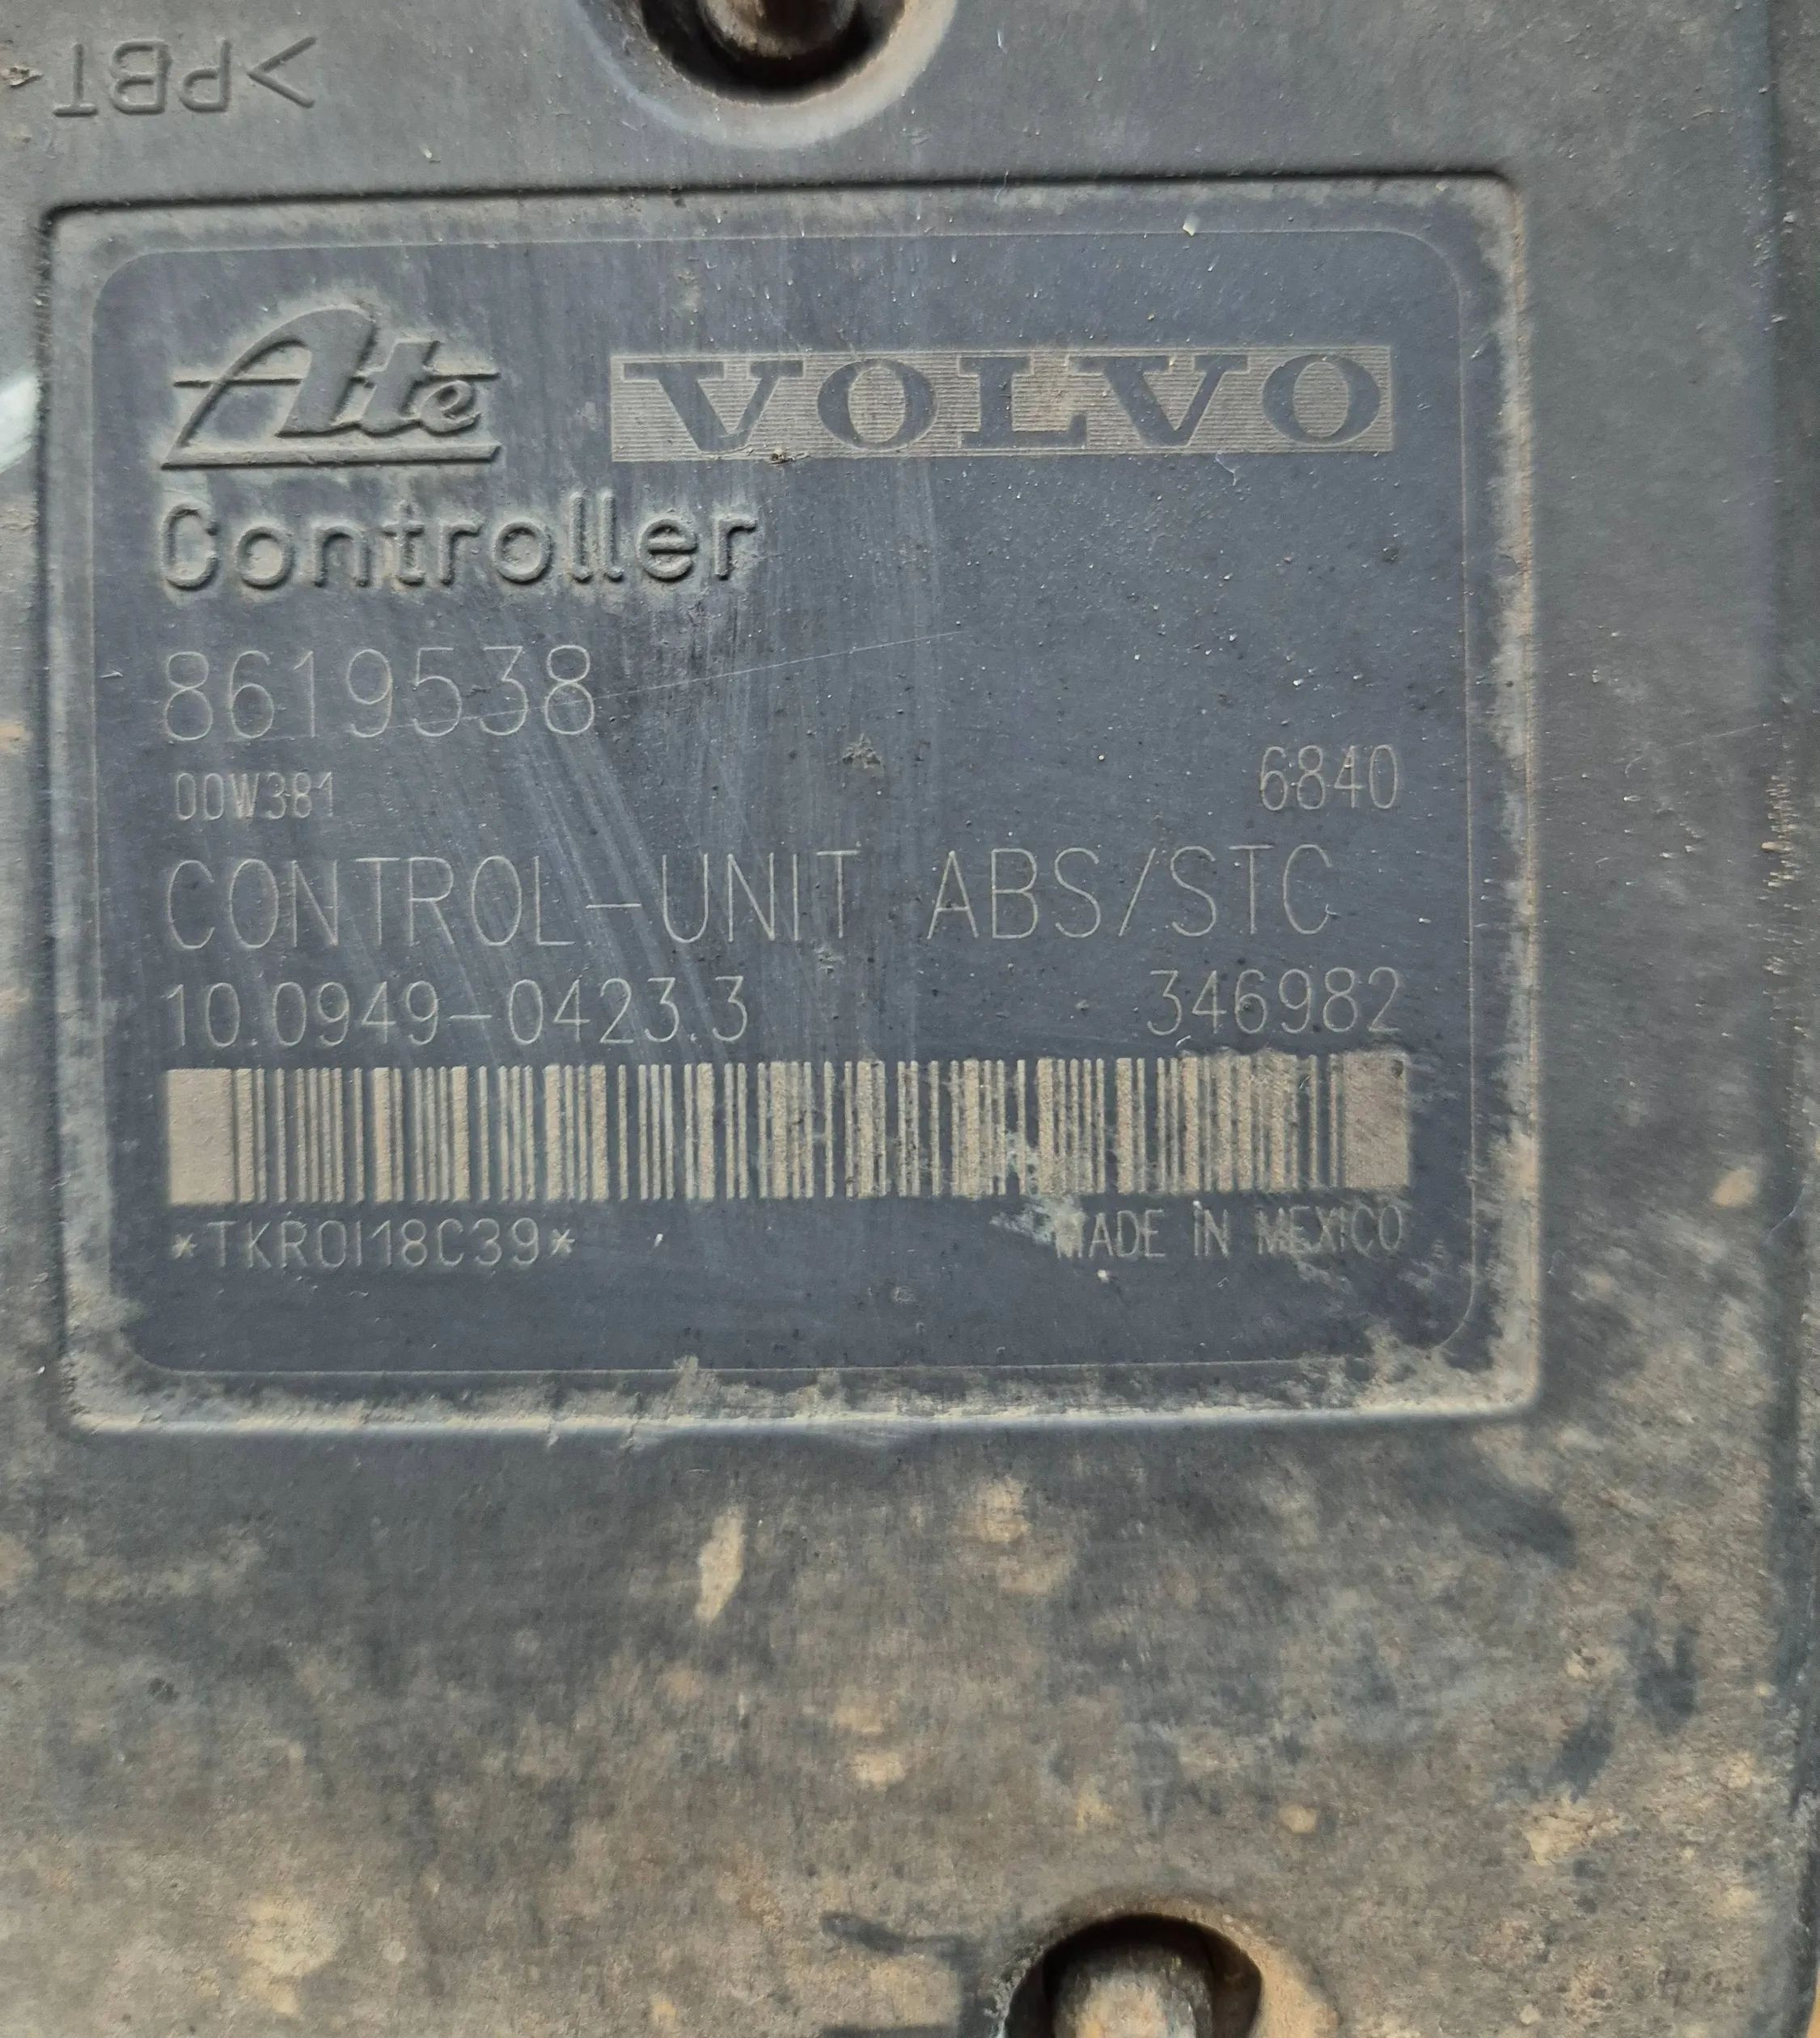 >PBT
Ate VOLVO
Controller
8619538
00W381 6840
CONTROL-UNIT ABS/STC
10.0949-0423.3 346982
*TKR0I18C39* MADE IN MEXICO